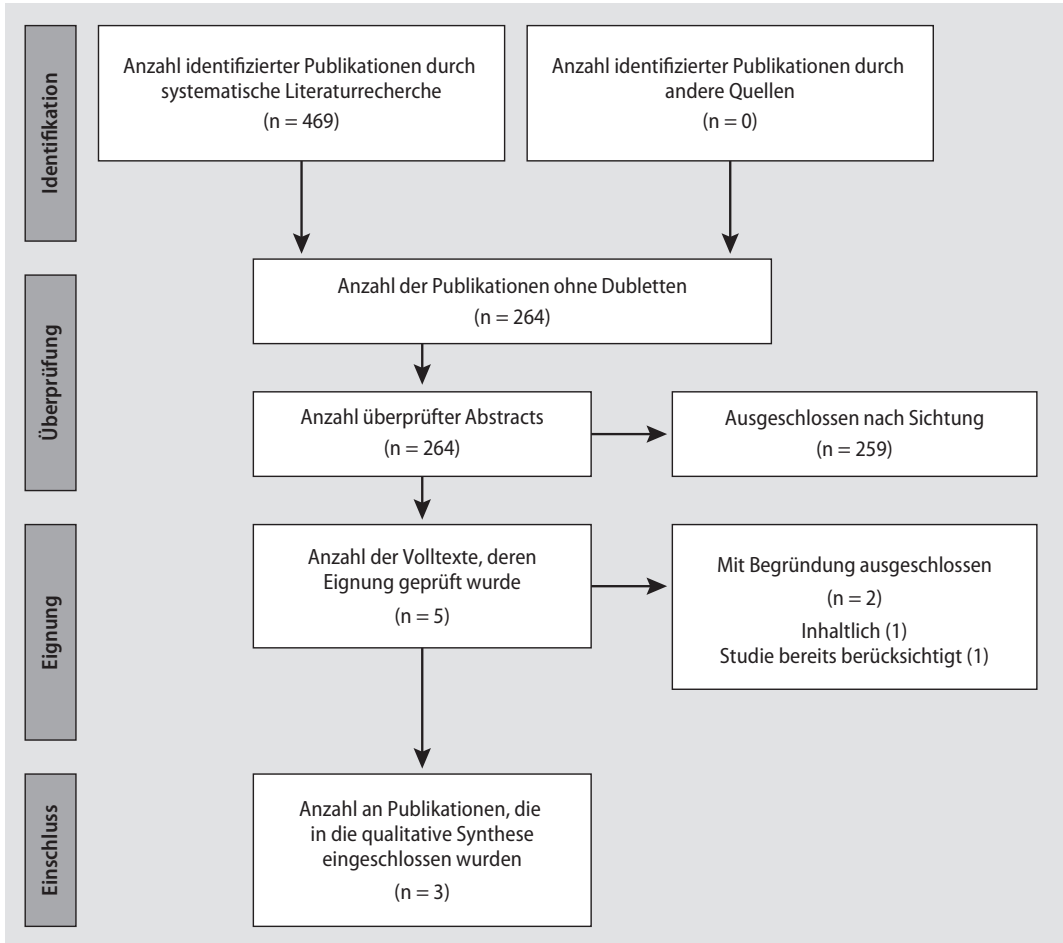 Identifikation
Anzahl identifizierter Publikationen durch
systematische Literaturrecherche
(n = 469)
Anzahl identifizierter Publikationen durch
andere Quellen
(n = 0)
Überprüfung
Anzahl der Publikationen ohne Dubletten
(n = 264)
Anzahl überprüfter Abstracts
(n = 264)
Ausgeschlossen nach Sichtung
(n = 259)
Eignung
Anzahl der Volltexte, deren
Eignung geprüft wurde
(n = 5)
Mit Begründung ausgeschlossen
(n = 2)
Inhaltlich (1)
Studie bereits berücksichtigt (1)
Einschluss
Anzahl an Publikationen, die
in die qualitative Synthese
eingeschlossen wurden
(n = 3)